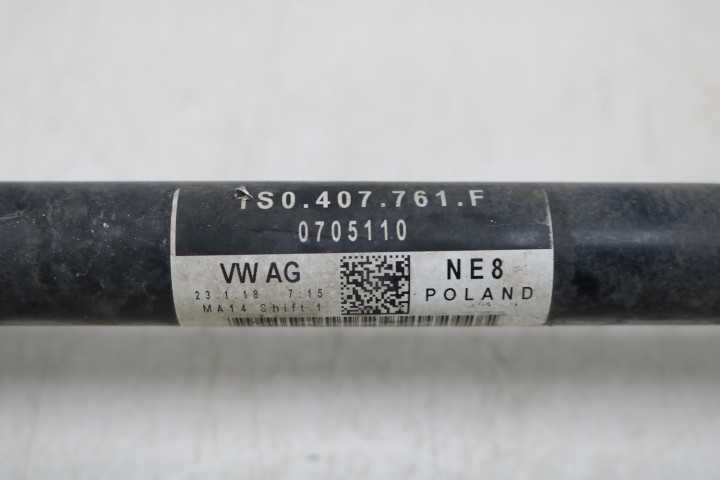 1S0.407.761.F
0705110
VW AG
NE8
23.1.18 7:15
POLAND
MA14 Shift 1